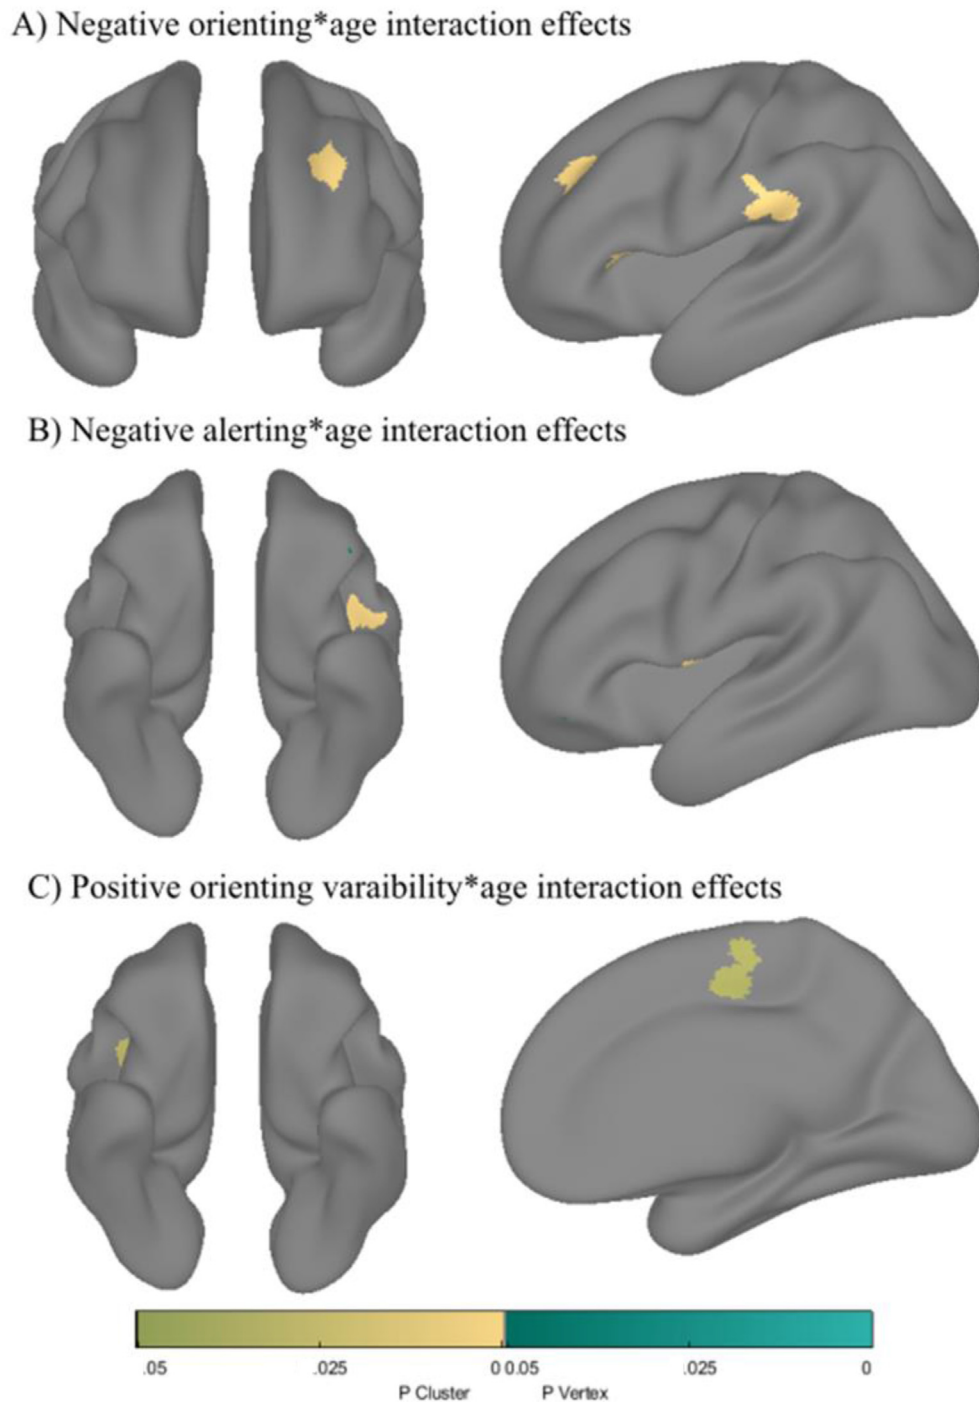 A) Negative orienting*age interaction effects
B) Negative alerting*age interaction effects
C) Positive orienting varaibility*age interaction effects
.05 .025 0 0.05 .025 0
P Cluster P Vertex